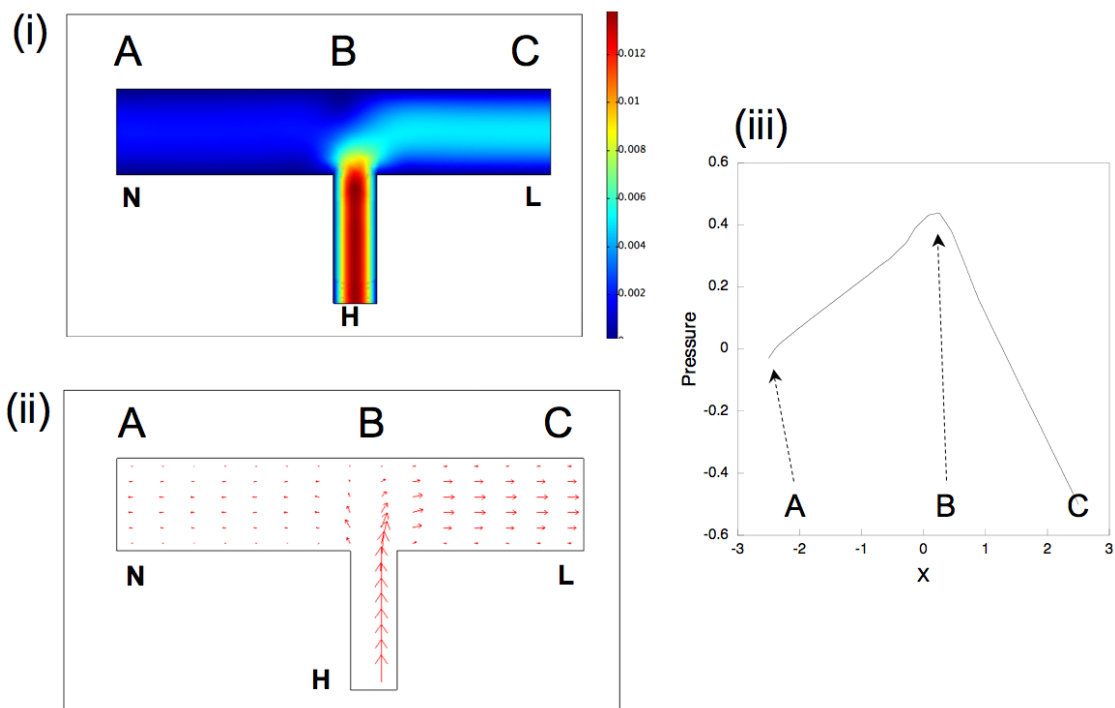 (i)
A B C
0.012
0.01
0.008
0.006
0.004
0.002
N L
H
(ii)
A B C
N L
H
(iii)
0.6
0.4
0.2
0
-0.2
-0.4
-0.6
Pressure
A B C
-3 -2 -1 0 1 2 3
X